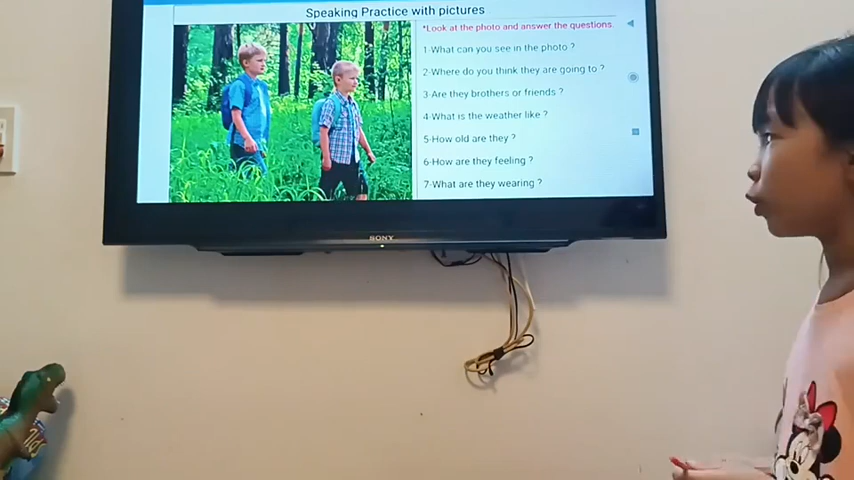 Speaking Practice with pictures
*Look at the photo and answer the questions.
1-What can you see in the photo ?
2-Where do you think they are going to ?
3-Are they brothers or friends ?
4-What is the weather like ?
5-How old are they ?
6-How are they feeling ?
7-What are they wearing ?
SONY